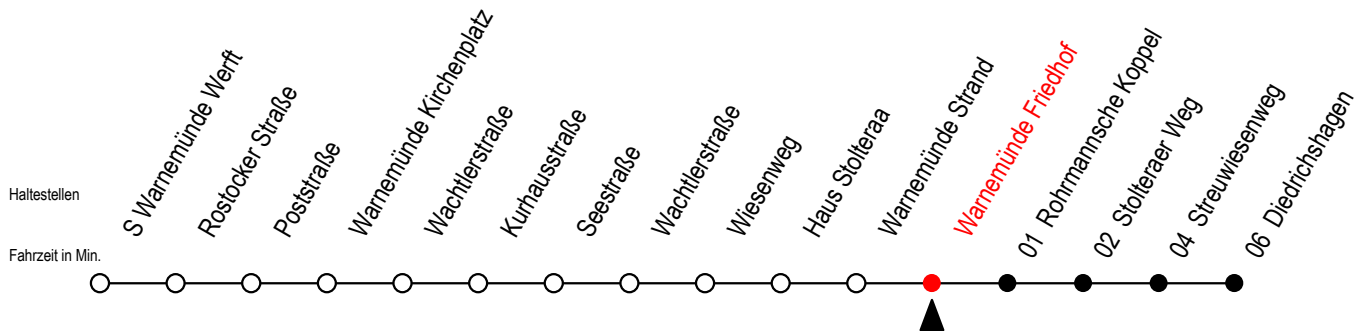 Haltestellen
Fahrzeit in Min.
S Warnemünde Werft
Rostocker Straße
Poststraße
Warnemünde Kirchenplatz
Wachtlerstraße
Kurhausstraße
Seestraße
Wachtlerstraße
Wiesenweg
Haus Stolteraa
Warnemünde Strand
Warnemünde Friedhof
01 Rohrmannsche Koppel
02 Stolteraer Weg
04 Streuwiesenweg
06 Diedrichshagen